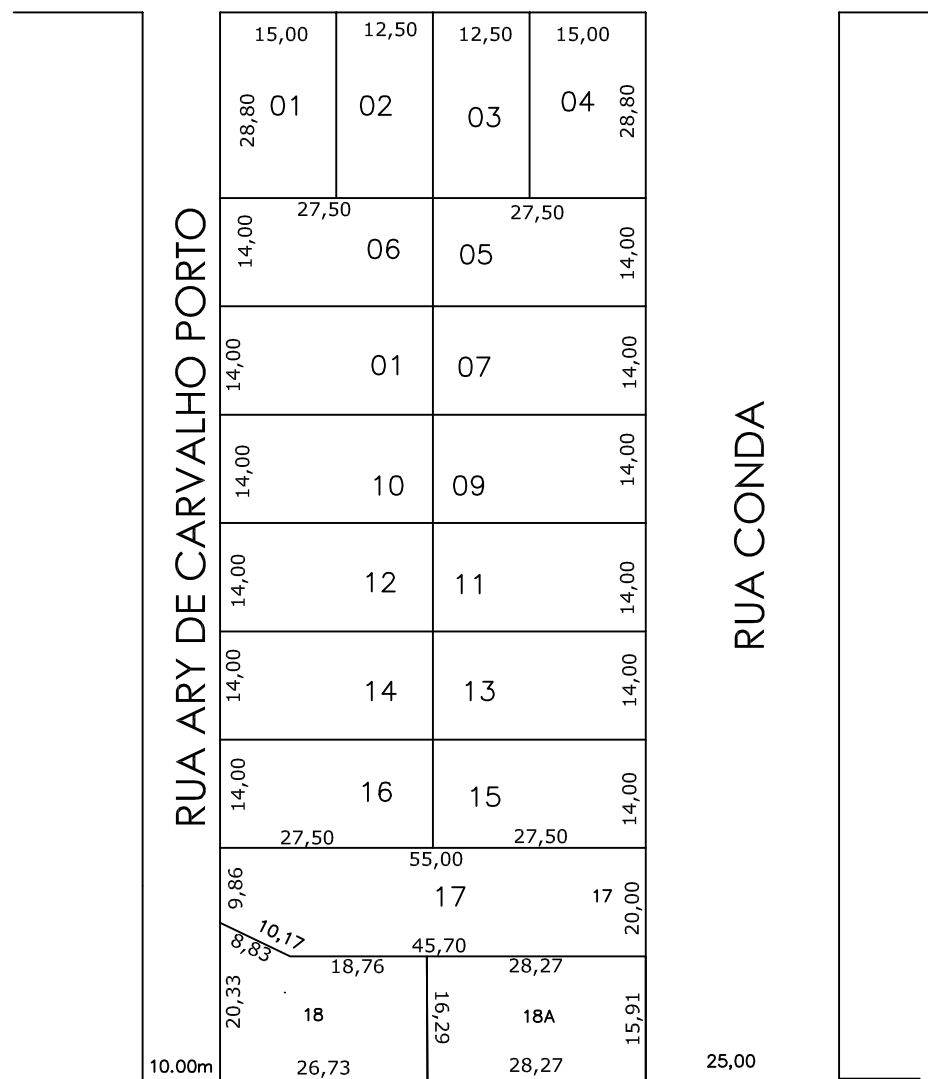 15,00 12,50 12,50 15,00
28,80 01 02 03 04 28,80
27,50 27,50
14,00 06 05 14,00
14,00 01 07 14,00
14,00 10 09 14,00
14,00 12 11 14,00
14,00 14 13 14,00
14,00 16 15 14,00
27,50 27,50
55,00
9,86 17 17 20,00
10,17
8,83
45,70
18,76 28,27
20,33 18 16,29 18A 15,91
26,73 28,27
10.00m
25,00
RUA ARY DE CARVALHO PORTO
RUA CONDA